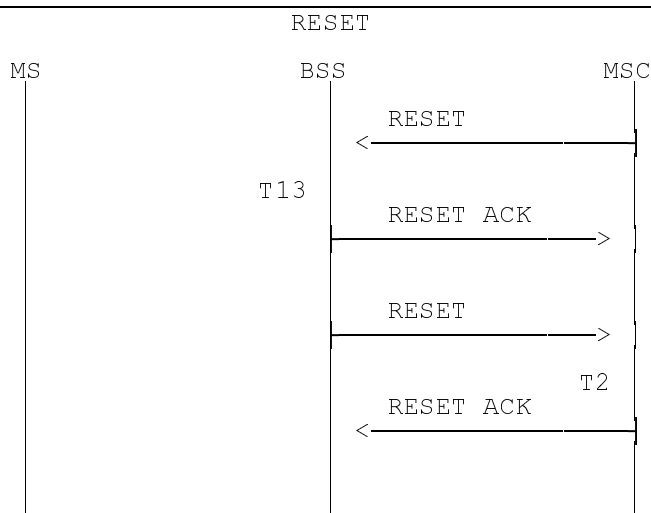 RESET
MS BSS MSC
RESET
T13
RESET ACK
RESET
T2
RESET ACK